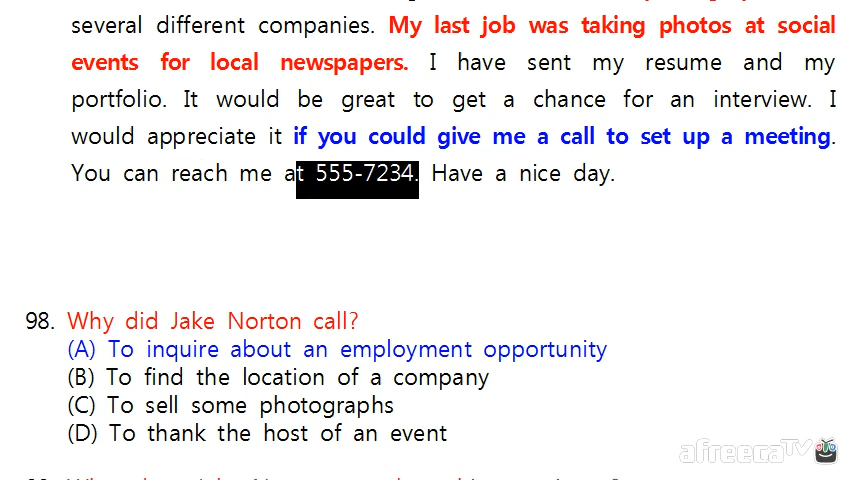 several different companies. My last job was taking photos at social
events for local newspapers. I have sent my resume and my
portfolio. It would be great to get a chance for an interview. I
would appreciate it if you could give me a call to set up a meeting.
You can reach me at 555-7234. Have a nice day.
98. Why did Jake Norton call?
(A) To inquire about an employment opportunity
(B) To find the location of a company
(C) To sell some photographs
(D) To thank the host of an event
afreecaTV